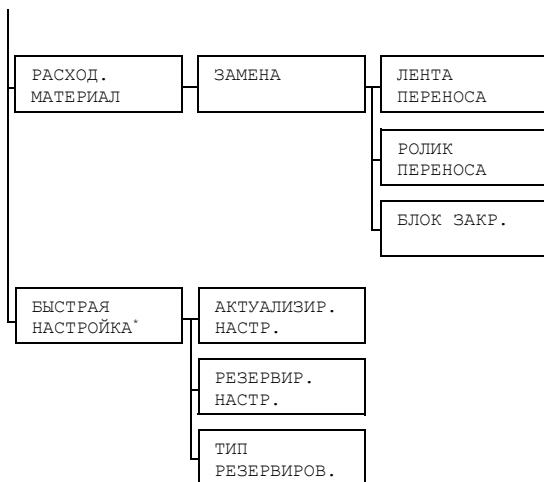 РАСХОД.
МАТЕРИАЛ
ЗАМЕНА
ЛЕНТА
ПЕРЕНОСА
РОЛИК
ПЕРЕНОСА
БЛОК ЗАКР.
БЫСТРАЯ
НАСТРОЙКА*
АКТУАЛИЗИР.
НАСТР.
РЕЗЕРВИР.
НАСТР.
ТИП
РЕЗЕРВИРОВ.